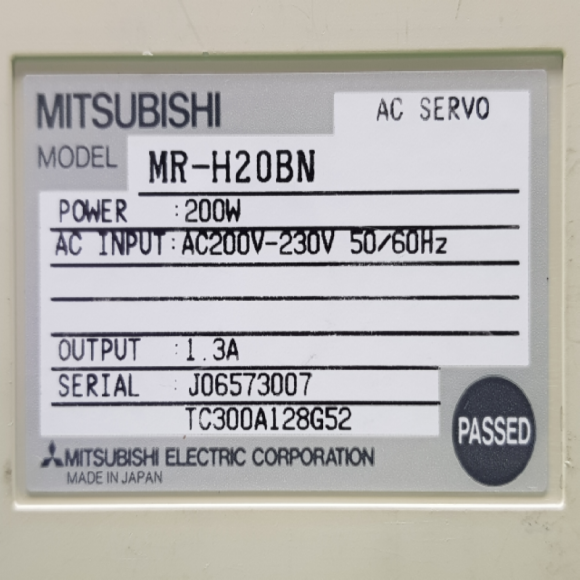 MITSUBISHI
AC SERVO
MODEL MR-H20BN
POWER :200W
AC INPUT:AC200V-230V 50/60Hz
OUTPUT :1.3A
SERIAL :J06573007
TC300A128G52
PASSED
MITSUBISHI ELECTRIC CORPORATION
MADE IN JAPAN